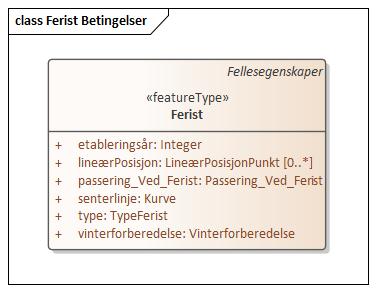 class Ferist Betingelser
Fellesegenskaper
«featureType»
Ferist
+ etableringsår: Integer
+ lineærPosisjon: LineærPosisjonPunkt [0..*]
+ passering_Ved_Ferist: Passering_Ved_Ferist
+ senterlinje: Kurve
+ type: TypeFerist
+ vinterforberedelse: Vinterforberedelse